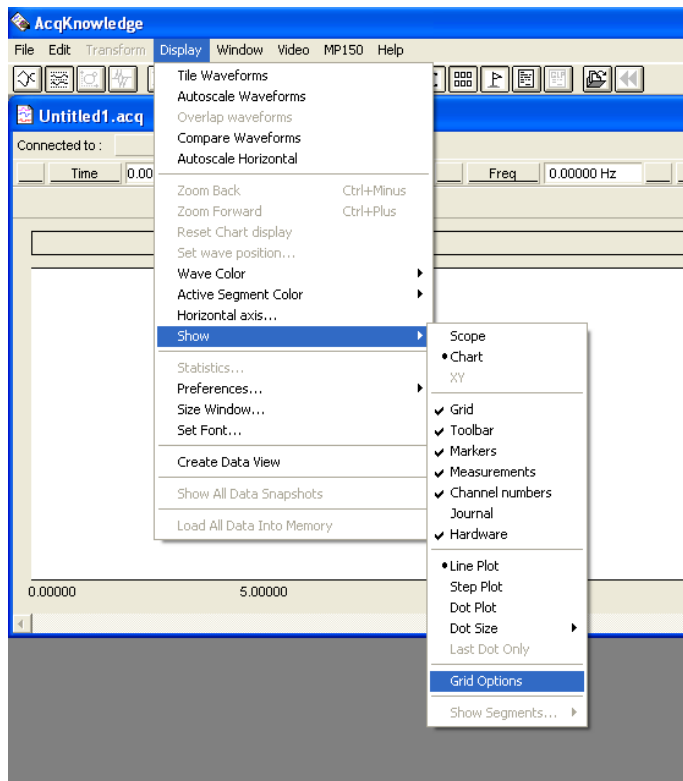 AcqKnowledge
File Edit Transform Display Window Video MP150 Help
Untitled1.acq
Connected to :
Time 0.00
Freq 0.00000 Hz
Tile Waveforms
Autoscale Waveforms
Overlap waveforms
Compare Waveforms
Autoscale Horizontal
Zoom Back Ctrl+Minus
Zoom Forward Ctrl+Plus
Reset Chart display
Set wave position...
Wave Color
Active Segment Color
Horizontal axis...
Show
Statistics...
Preferences...
Size Window...
Set Font...
Create Data View
Show All Data Snapshots
Load All Data Into Memory
Scope
Chart
XY
Grid
Toolbar
Markers
Measurements
Channel numbers
Journal
Hardware
Line Plot
Step Plot
Dot Plot
Dot Size
Last Dot Only
Grid Options
Show Segments...
0.00000 5.00000